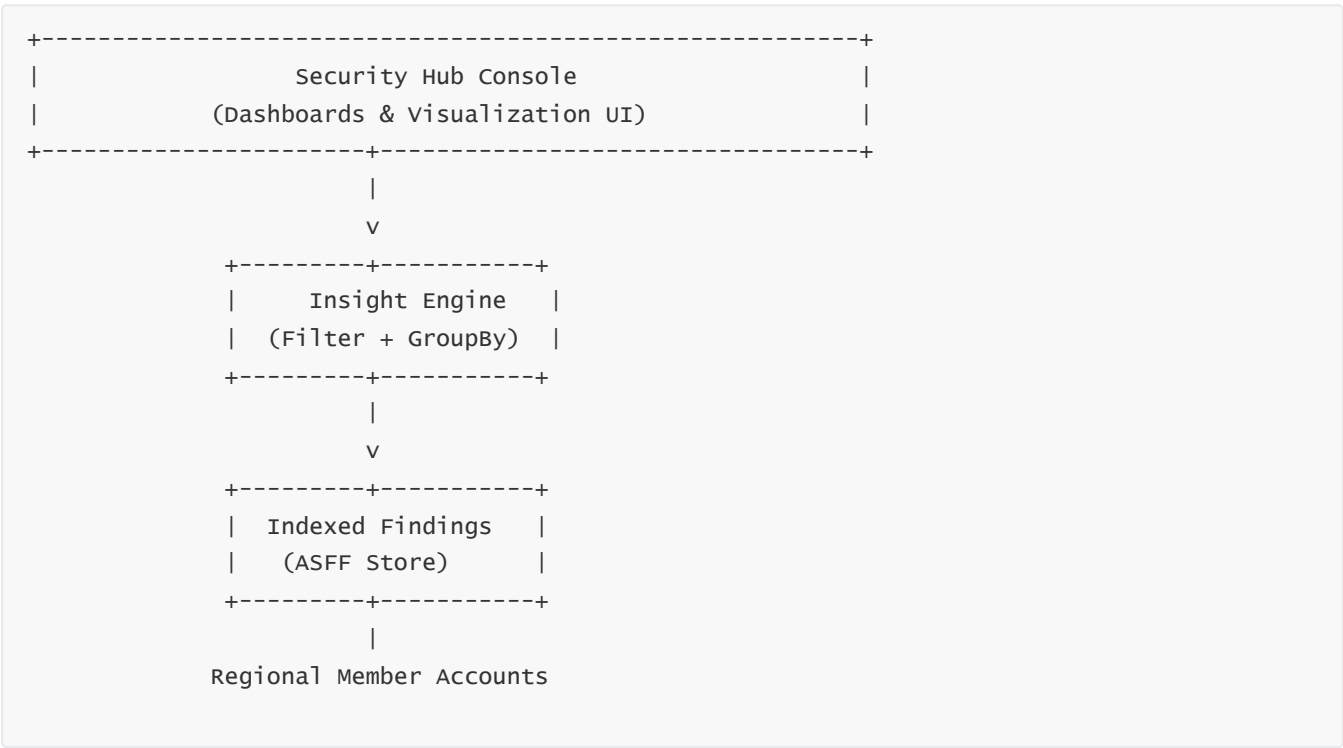 +----------------------------------------------------------+
|                  Security Hub Console                    |
|            (Dashboards & Visualization UI)               |
+-----------------------+----------------------------------+
                        |
                        v
              +---------+-----------+
              |     Insight Engine   |
              |  (Filter + GroupBy)  |
              +---------+-----------+
                        |
                        v
              +---------+-----------+
              |  Indexed Findings   |
              |   (ASFF Store)      |
              +---------+-----------+
                        |
             Regional Member Accounts